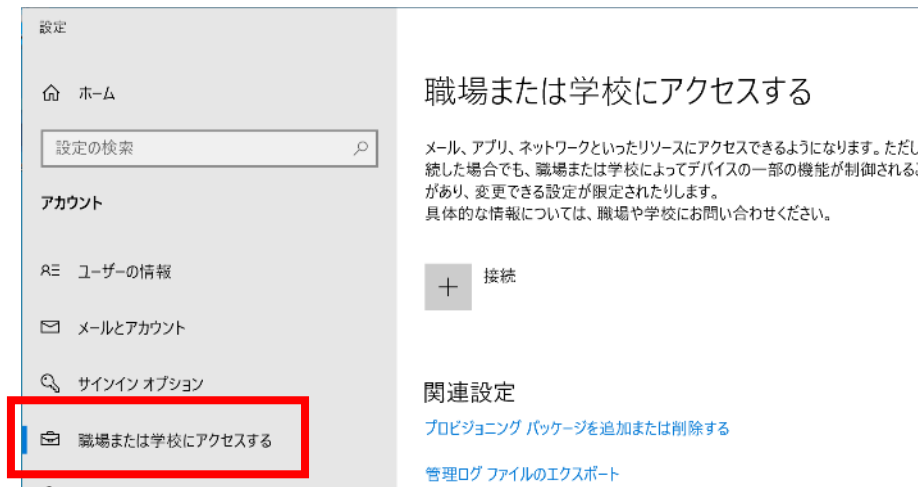 設定
ホーム
設定の検索
アカウント
ユーザーの情報
メールとアカウント
サインイン オプション
職場または学校にアクセスする
職場または学校にアクセスする
メール、アプリ、ネットワークといったリソースにアクセスできるようになります。ただし
続した場合でも、職場または学校によってデバイスの一部の機能が制御される
があり、変更できる設定が限定されたりします。
具体的な情報については、職場や学校にお問い合わせください。
接続
関連設定
プロビジョニング パッケージを追加または削除する
管理ログ ファイルのエクスポート